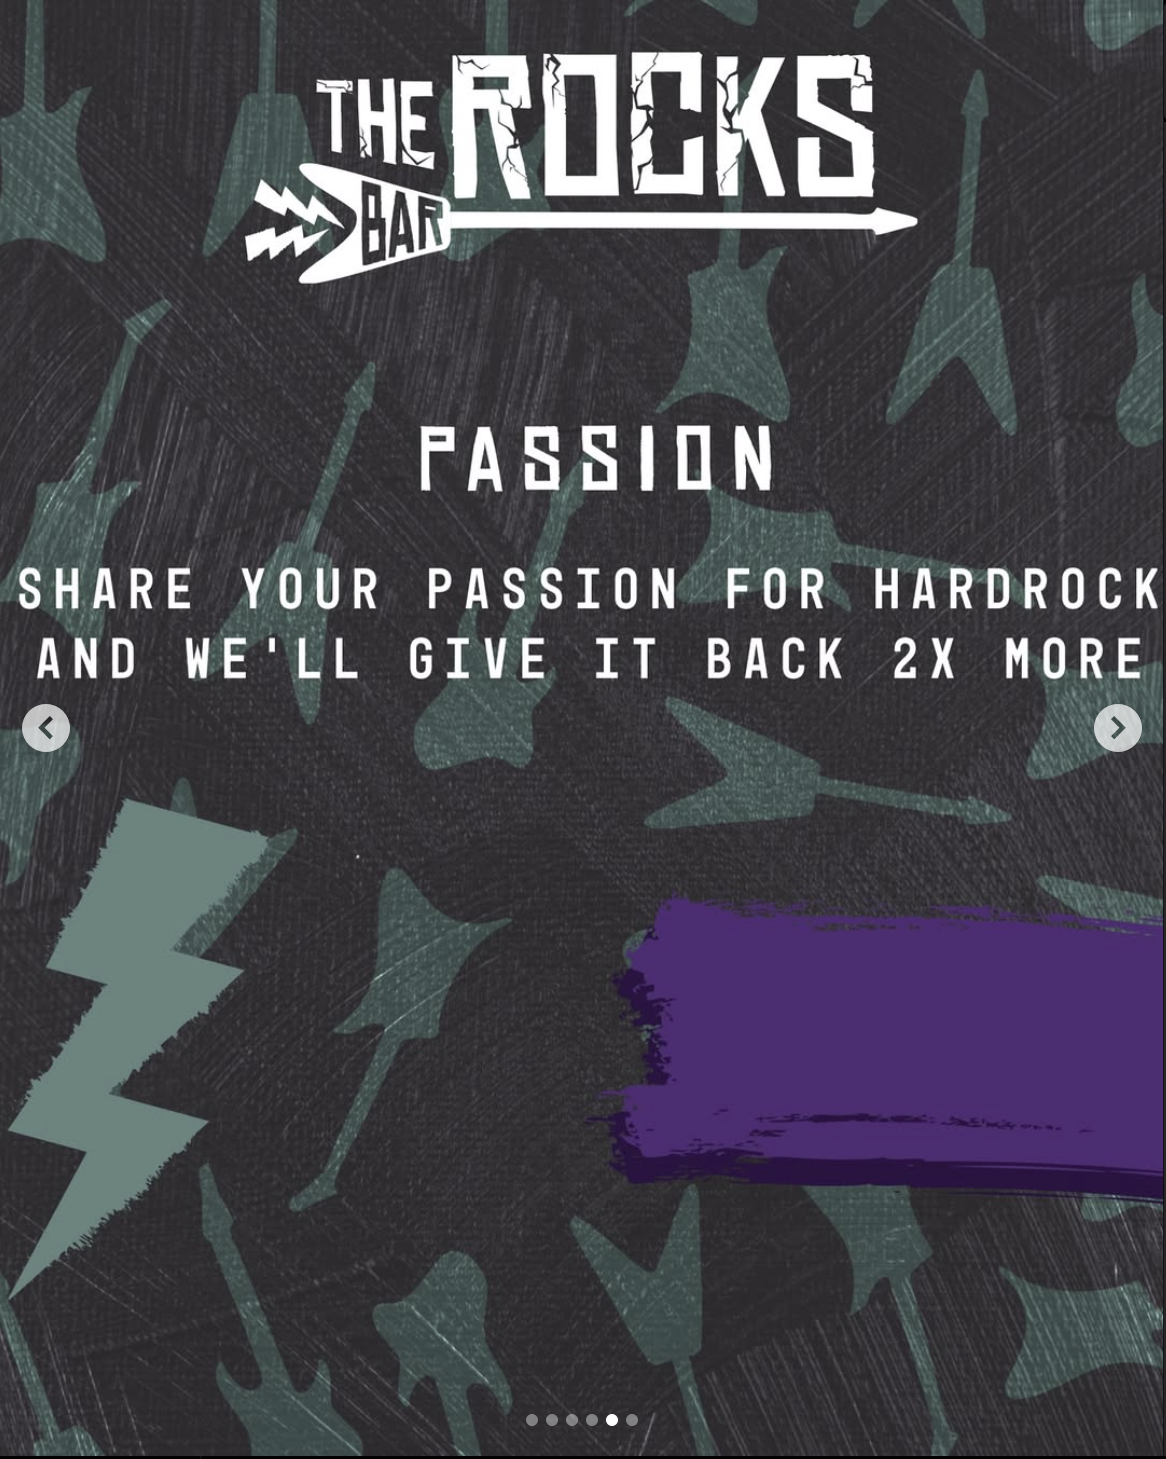 THE ROCKS
BAR
PASSION
SHARE YOUR PASSION FOR HARDROCK
AND WE'LL GIVE IT BACK 2X MORE